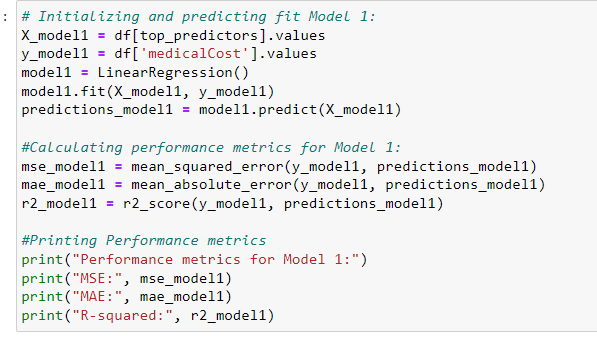 : # Initializing and predicting fit Model 1:
X_model1 = df[top_predictors].values
y_model1 = df['medicalCost'].values
model1 = LinearRegression()
model1.fit(X_model1, y_model1)
predictions_model1 = model1.predict(X_model1)

#Calculating performance metrics for Model 1:
mse_model1 = mean_squared_error(y_model1, predictions_model1)
mae_model1 = mean_absolute_error(y_model1, predictions_model1)
r2_model1 = r2_score(y_model1, predictions_model1)

#Printing Performance metrics
print("Performance metrics for Model 1:")
print("MSE:", mse_model1)
print("MAE:", mae_model1)
print("R-squared:", r2_model1)